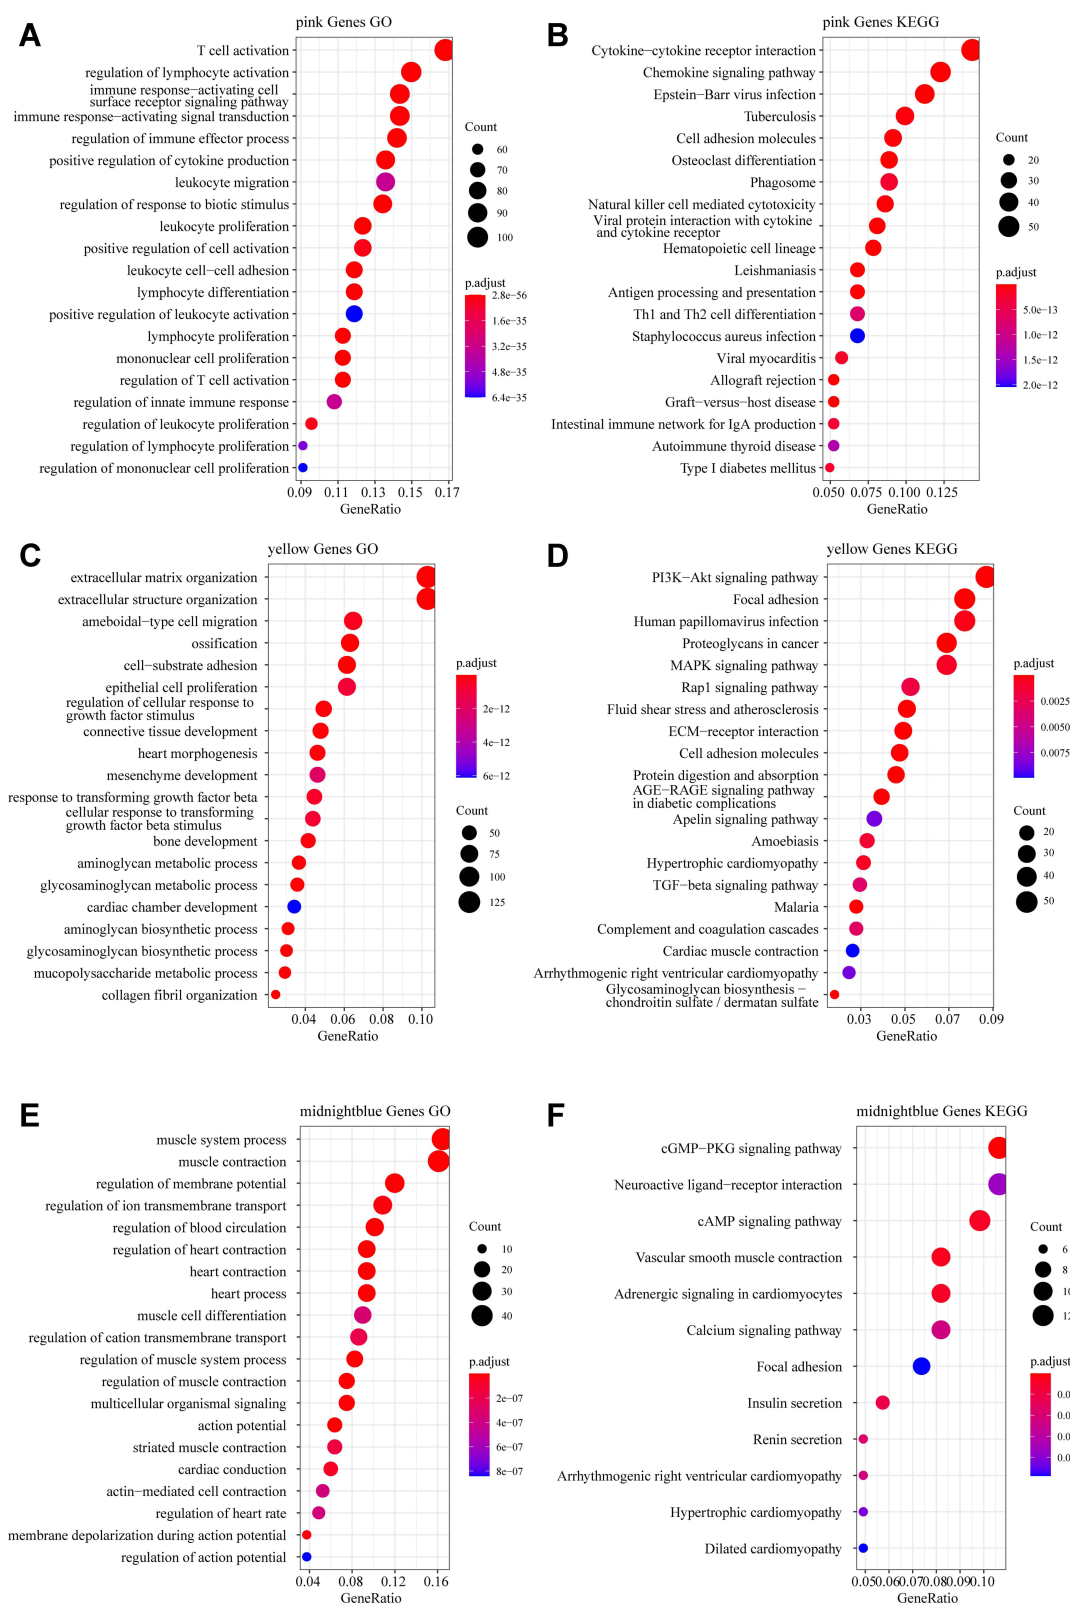 A
pink Genes GO
T cell activation
regulation of lymphocyte activation
immune response−activating cell
surface receptor signaling pathway
immune response−activating signal transduction
regulation of immune effector process
positive regulation of cytokine production
leukocyte migration
regulation of response to biotic stimulus
leukocyte proliferation
positive regulation of cell activation
leukocyte cell−cell adhesion
lymphocyte differentiation
positive regulation of leukocyte activation
lymphocyte proliferation
mononuclear cell proliferation
regulation of T cell activation
regulation of innate immune response
regulation of leukocyte proliferation
regulation of lymphocyte proliferation
regulation of mononuclear cell proliferation
0.09 0.11 0.13 0.15 0.17
GeneRatio
Count
60
70
80
90
100
p.adjust
2.8e−56
1.6e−35
3.2e−35
4.8e−35
6.4e−35
B
pink Genes KEGG
Cytokine−cytokine receptor interaction
Chemokine signaling pathway
Epstein−Barr virus infection
Tuberculosis
Cell adhesion molecules
Osteoclast differentiation
Phagosome
Natural killer cell mediated cytotoxicity
Viral protein interaction with cytokine
and cytokine receptor
Hematopoietic cell lineage
Leishmaniasis
Antigen processing and presentation
Th1 and Th2 cell differentiation
Staphylococcus aureus infection
Viral myocarditis
Allograft rejection
Graft−versus−host disease
Intestinal immune network for IgA production
Autoimmune thyroid disease
Type I diabetes mellitus
0.050 0.075 0.100 0.125
GeneRatio
Count
20
30
40
50
p.adjust
5.0e−13
1.0e−12
1.5e−12
2.0e−12
C
yellow Genes GO
extracellular matrix organization
extracellular structure organization
ameboidal−type cell migration
ossification
cell−substrate adhesion
epithelial cell proliferation
regulation of cellular response to
growth factor stimulus
connective tissue development
heart morphogenesis
mesenchyme development
response to transforming growth factor beta
cellular response to transforming
growth factor beta stimulus
bone development
aminoglycan metabolic process
glycosaminoglycan metabolic process
cardiac chamber development
aminoglycan biosynthetic process
glycosaminoglycan biosynthetic process
mucopolysaccharide metabolic process
collagen fibril organization
0.04 0.06 0.08 0.10
GeneRatio
p.adjust
2e−12
4e−12
6e−12
Count
50
75
100
125
D
yellow Genes KEGG
PI3K−Akt signaling pathway
Focal adhesion
Human papillomavirus infection
Proteoglycans in cancer
MAPK signaling pathway
Rap1 signaling pathway
Fluid shear stress and atherosclerosis
ECM−receptor interaction
Cell adhesion molecules
Protein digestion and absorption
AGE−RAGE signaling pathway
in diabetic complications
Apelin signaling pathway
Amoebiasis
Hypertrophic cardiomyopathy
TGF−beta signaling pathway
Malaria
Complement and coagulation cascades
Cardiac muscle contraction
Arrhythmogenic right ventricular cardiomyopathy
Glycosaminoglycan biosynthesis −
chondroitin sulfate / dermatan sulfate
0.03 0.05 0.07 0.09
GeneRatio
p.adjust
0.0025
0.0050
0.0075
Count
20
30
40
50
E
midnightblue Genes GO
muscle system process
muscle contraction
regulation of membrane potential
regulation of ion transmembrane transport
regulation of blood circulation
regulation of heart contraction
heart contraction
heart process
muscle cell differentiation
regulation of cation transmembrane transport
regulation of muscle system process
regulation of muscle contraction
multicellular organismal signaling
action potential
striated muscle contraction
cardiac conduction
actin−mediated cell contraction
regulation of heart rate
membrane depolarization during action potential
regulation of action potential
0.04 0.08 0.12 0.16
GeneRatio
Count
10
20
30
40
p.adjust
2e−07
4e−07
6e−07
8e−07
F
midnightblue Genes KEGG
cGMP−PKG signaling pathway
Neuroactive ligand−receptor interaction
cAMP signaling pathway
Vascular smooth muscle contraction
Adrenergic signaling in cardiomyocytes
Calcium signaling pathway
Focal adhesion
Insulin secretion
Renin secretion
Arrhythmogenic right ventricular cardiomyopathy
Hypertrophic cardiomyopathy
Dilated cardiomyopathy
0.05 0.06 0.07 0.08 0.09 0.10
GeneRatio
Count
6
8
10
12
p.adjust
0.0
0.0
0.0
0.0